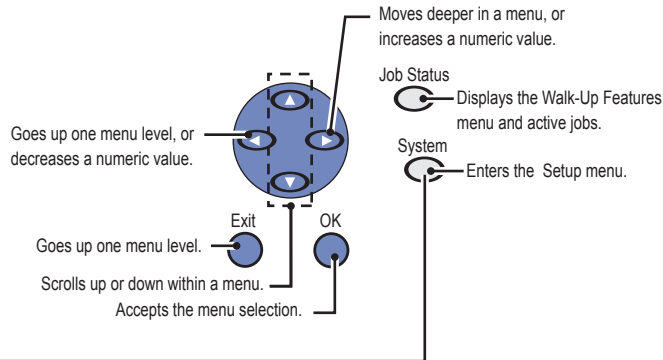 Moves deeper in a menu, or
increases a numeric value.
Job Status
Displays the Walk-Up Features
menu and active jobs.
Goes up one menu level, or
decreases a numeric value.
System
Enters the Setup menu.
Exit
OK
Goes up one menu level.
Scrolls up or down within a menu.
Accepts the menu selection.